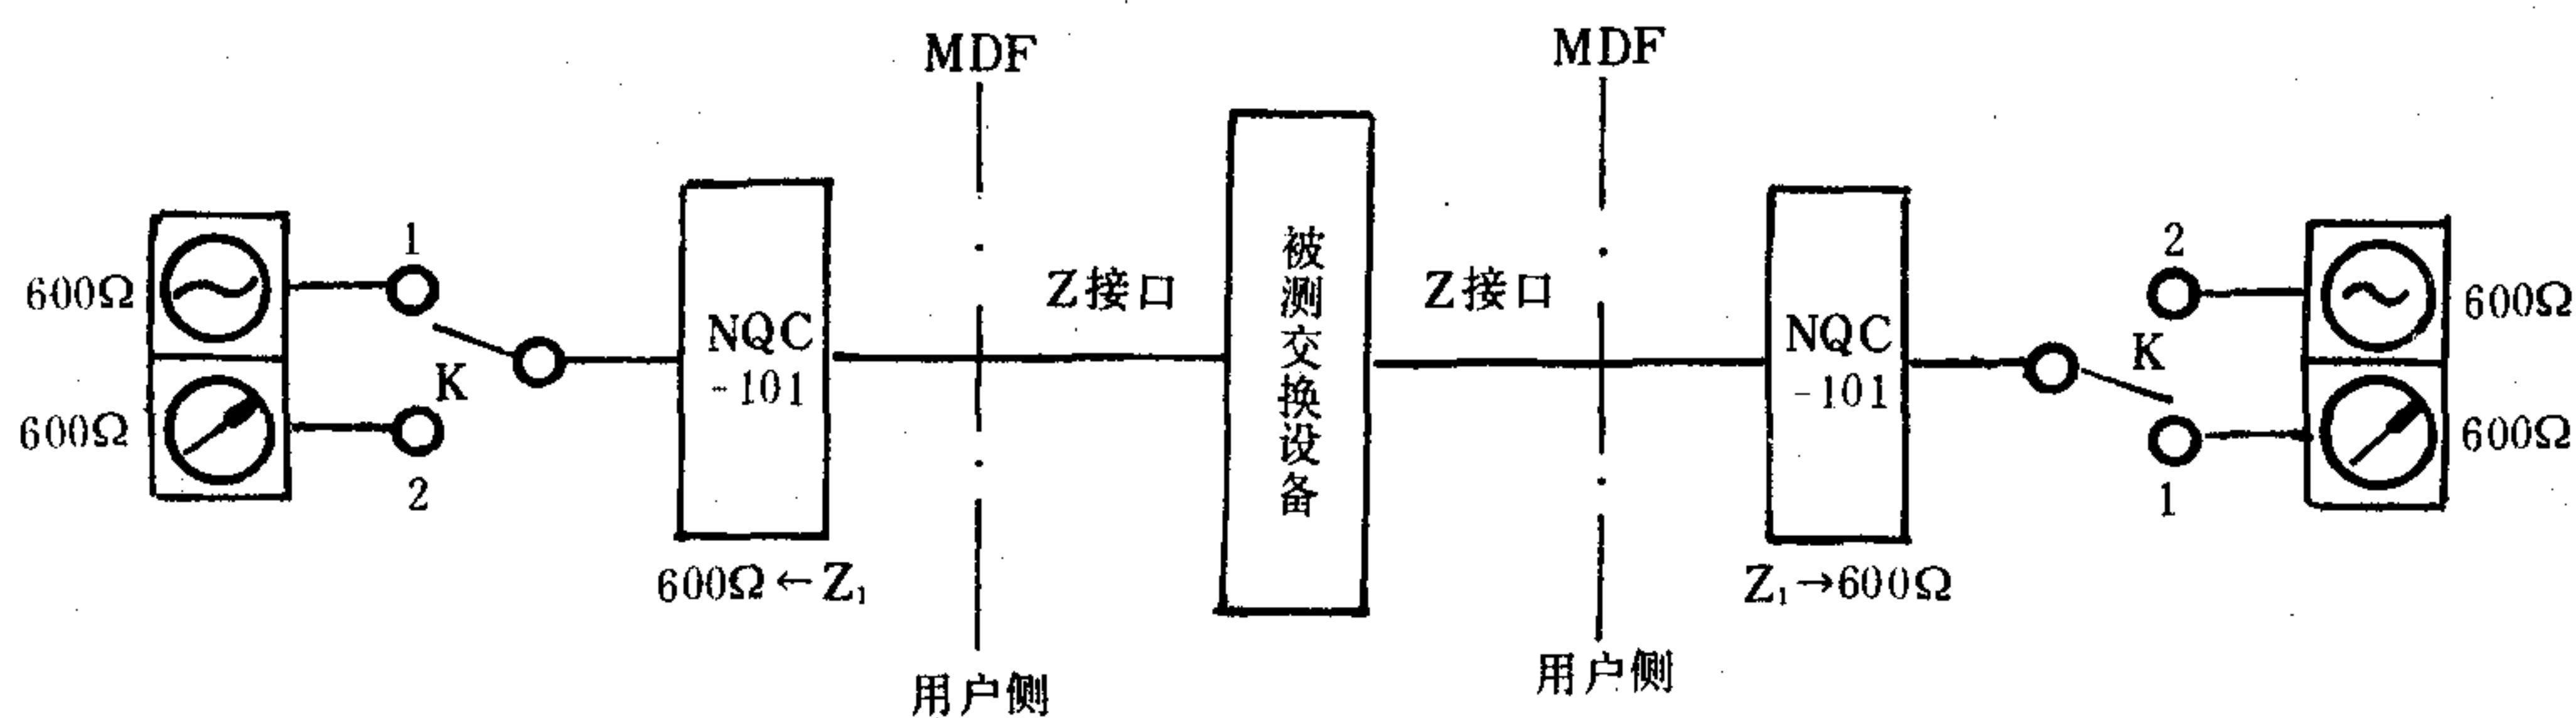 MDF
MDF
600Ω
600Ω
1
2
K
NQC
-101
600Ω←Z₁
Z接口
用户侧
被测交换设备
Z接口
用户侧
NQC
-101
Z₁→600Ω
K
2
1
600Ω
600Ω